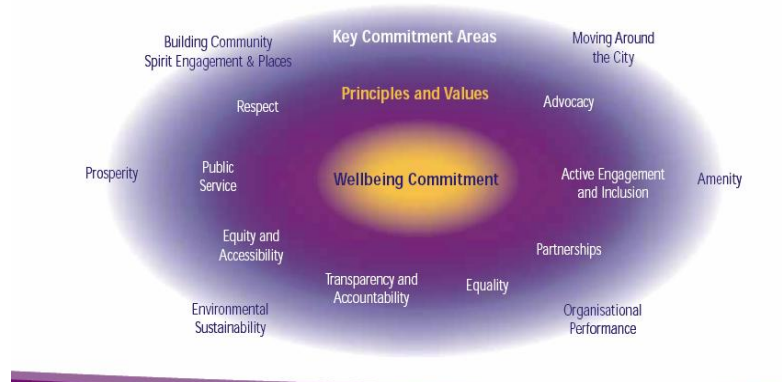 Key Commitment Areas
Building Community
Spirit Engagement & Places
Moving Around
the City
Principles and Values
Respect
Advocacy
Prosperity
Public
Service
Wellbeing Commitment
Active Engagement
and Inclusion
Amenity
Equity and
Accessibility
Partnerships
Transparency and
Accountability
Equality
Environmental
Sustainability
Organisational
Performance